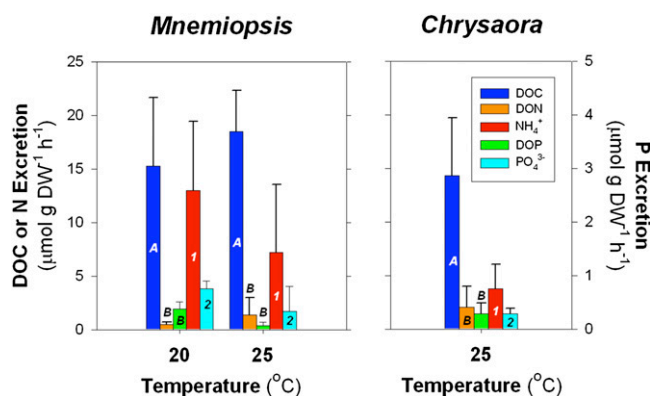 Mnemiopsis
Chrysaora
DOC or N Excretion
(μmol g DW⁻¹ h⁻¹)
25
20
15
10
5
0
A
B
B
1
2
A
B
B
1
2
20
25
Temperature (°C)
DOC
DON
NH₄⁺
DOP
PO₄³⁻
A
B
B
1
2
25
Temperature (°C)
5
4
3
2
1
0
P Excretion
(μmol g DW⁻¹ h⁻¹)